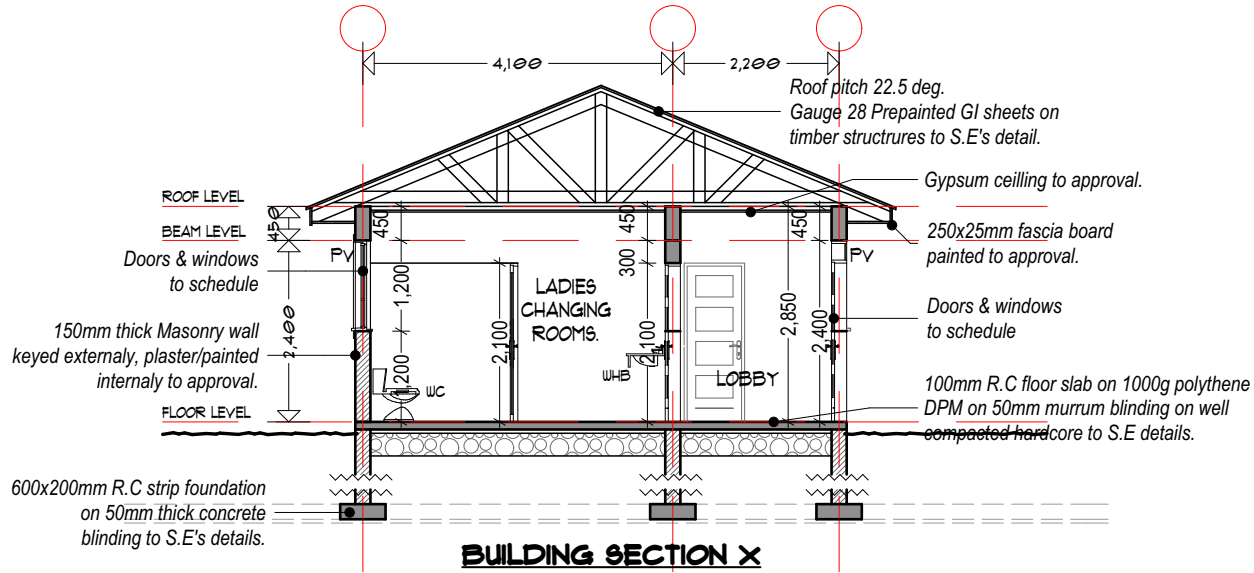 4,100
2,200
Roof pitch 22.5 deg.
Gauge 28 Prepainted GI sheets on
timber structrures to S.E's detail.
ROOF LEVEL
Gypsum ceilling to approval.
450
450
450
450
BEAM LEVEL
250x25mm fascia board
painted to approval.
PV
PV
Doors & windows
to schedule
300
1,200
LADIES
CHANGING
ROOMS.
2,850
Doors & windows
to schedule
150mm thick Masonry wall
keyed externaly, plaster/painted
internaly to approval.
2,400
2,100
2,100
2,400
,200
WC
WHB
LOBBY
100mm R.C floor slab on 1000g polythene
DPM on 50mm murrum blinding on well
compacted hardcore to S.E details.
FLOOR LEVEL
600x200mm R.C strip foundation
on 50mm thick concrete
blinding to S.E's details.
BUILDING SECTION X